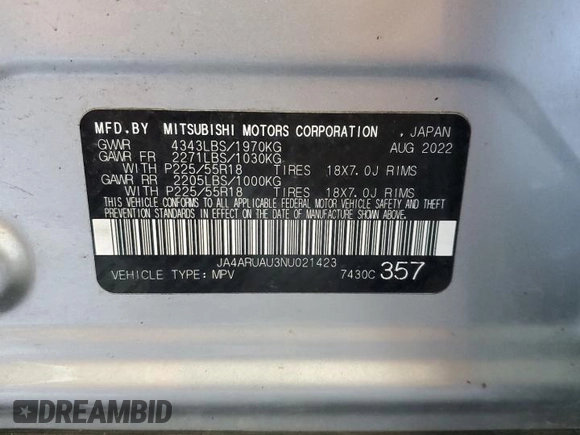 MFD.BY MITSUBISHI MOTORS CORPORATION , JAPAN
GVWR 4343LBS/1970KG AUG 2022
GAWR FR 2271LBS/1030KG
WITH P225/55R18 TIRES 18X7.0J RIMS
GAWR RR 2205LBS/1000KG
WITH P225/55R18 TIRES 18X7.0J RIMS
THIS VEHICLE CONFORMS TO ALL APPLICABLE FEDERAL MOTOR VEHICLE SAFETY AND THEFT
PREVENTION STANDARDS IN EFFECT ON THE DATE OF MANUFACTURE SHOWN ABOVE.
JA4ARUAU3NU021423
VEHICLE TYPE: MPV 7430C 357
DREAMBID